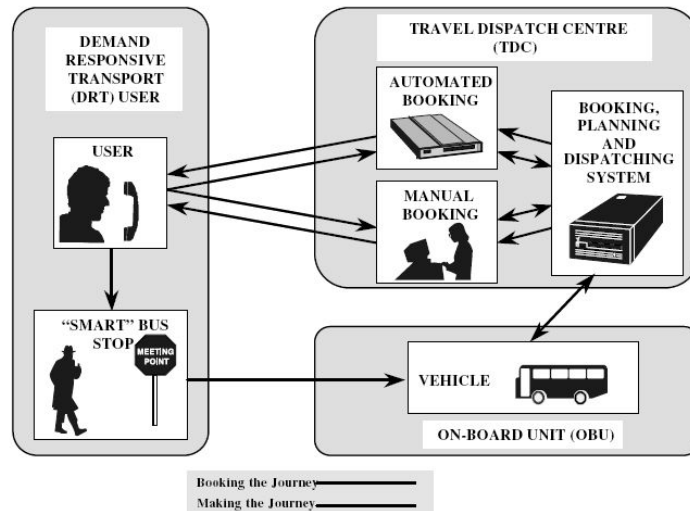 DEMAND
RESPONSIVE
TRANSPORT
(DRT) USER
USER
“SMART” BUS
STOP
MEETING
POINT
TRAVEL DISPATCH CENTRE
(TDC)
AUTOMATED
BOOKING
MANUAL
BOOKING
BOOKING,
PLANNING
AND
DISPATCHING
SYSTEM
VEHICLE
ON-BOARD UNIT (OBU)
Booking the Journey
Making the Journey